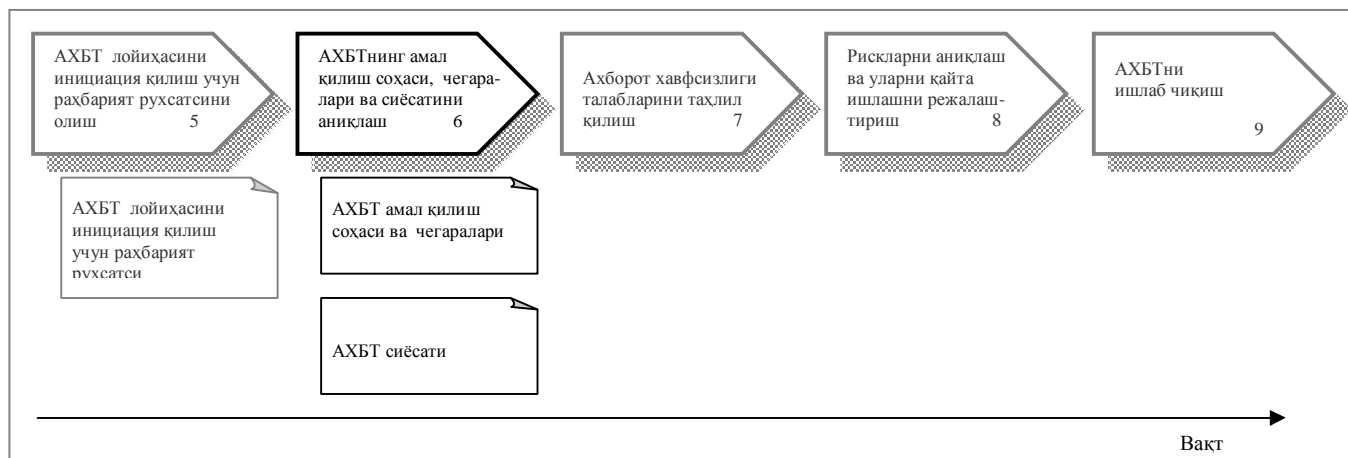 АХБТ лойиҳасини
инициация қилиш учун
раҳбарият рухсатсини
олиш 5
АХБТнинг амал
қилиш соҳаси, чегара-
лари ва сиёсатини
аниқлаш 6
Ахборот хавфсизлиги
талабларини таҳлил
қилиш 7
Рискларни аниқлаш
ва уларни қайта
ишлашни режалаш-
тириш 8
АХБТни
ишлаб чиқиш
9
АХБТ лойиҳасини
инициация қилиш
учун раҳбарият
рухсатси
АХБТ амал қилиш
соҳаси ва чегаралари
АХБТ сиёсати
Вақт